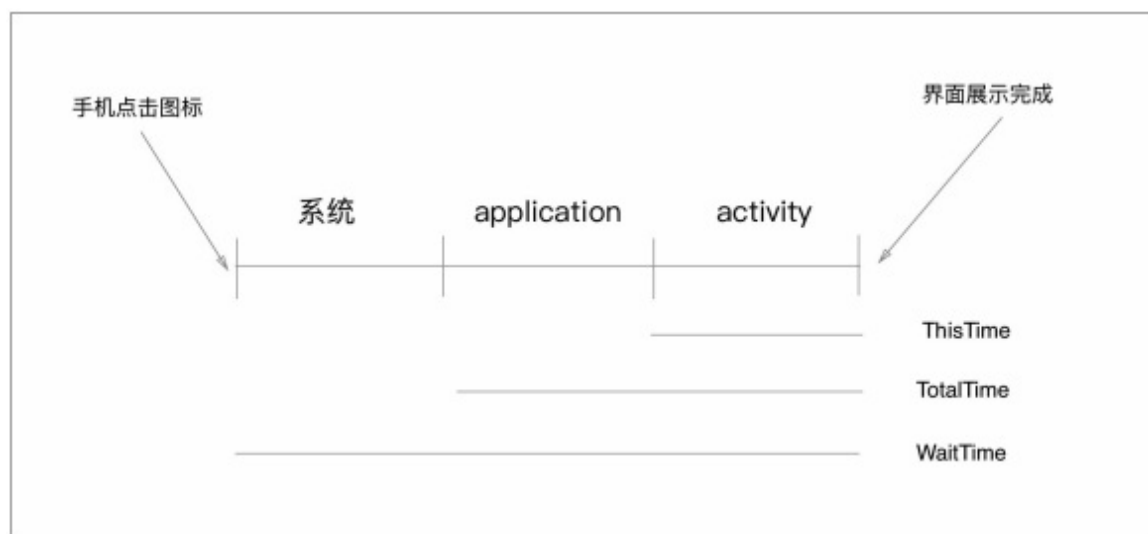 手机点击图标
界面展示完成
系统
application
activity
ThisTime
TotalTime
WaitTime